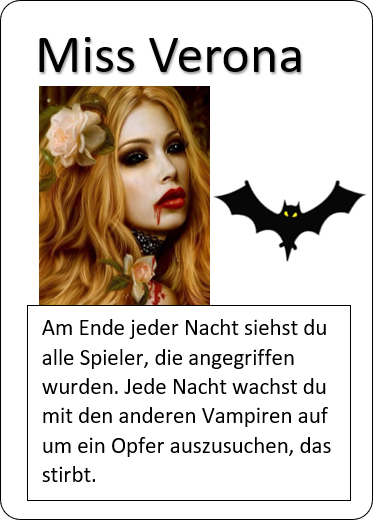 Miss Verona
Am Ende jeder Nacht siehst du
alle Spieler, die angegriffen
wurden. Jede Nacht wachst du
mit den anderen Vampiren auf
um ein Opfer auszusuchen, das
stirbt.